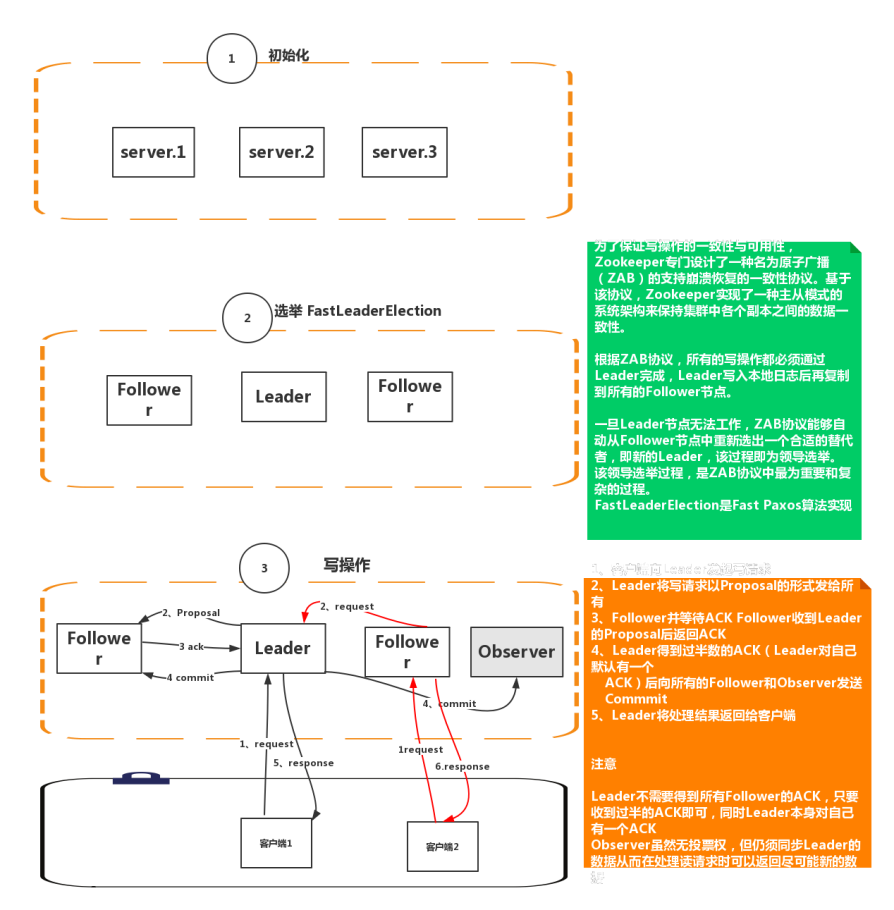 1
初始化
server.1
server.2
server.3
2
选举 FastLeaderElection
Followe
r
Leader
Followe
r
为了保证写操作的一致性与可用性，
Zookeeper专门设计了一种名为原子广播
（ZAB）的支持崩溃恢复的一致性协议。基于
该协议，Zookeeper实现了一种主从模式的
系统架构来保持集群中各个副本之间的数据一
致性。
根据ZAB协议，所有的写操作都必须通过
Leader完成，Leader写入本地日志后再复制
到所有的Follower节点。
一旦Leader节点无法工作，ZAB协议能够自
动从Follower节点中重新选出一个合适的替代
者，即新的Leader，该过程即为领导选举。
该领导选举过程，是ZAB协议中最为重要和复
杂的过程。
FastLeaderElection是Fast Paxos算法实现
3
写操作
2、Proposal
2、request
Followe
r
3 ack
Leader
Followe
r
Observer
4 commit
4、commit
1、request
5、response
1request
6.response
客户端1
客户端2
1、客户端向Leader发起写请求
2、Leader将写请求以Proposal的形式发给所
有
3、Follower并等待ACK Follower收到Leader
的Proposal后返回ACK
4、Leader得到过半数的ACK（Leader对自己
默认有一个
ACK）后向所有的Follower和Observer发送
Commmit
5、Leader将处理结果返回给客户端
注意
Leader不需要得到所有Follower的ACK，只要
收到过半的ACK即可，同时Leader本身对自己
有一个ACK
Observer虽然无投票权，但仍须同步Leader的
数据从而在处理读请求时可以返回尽可能新的数
据